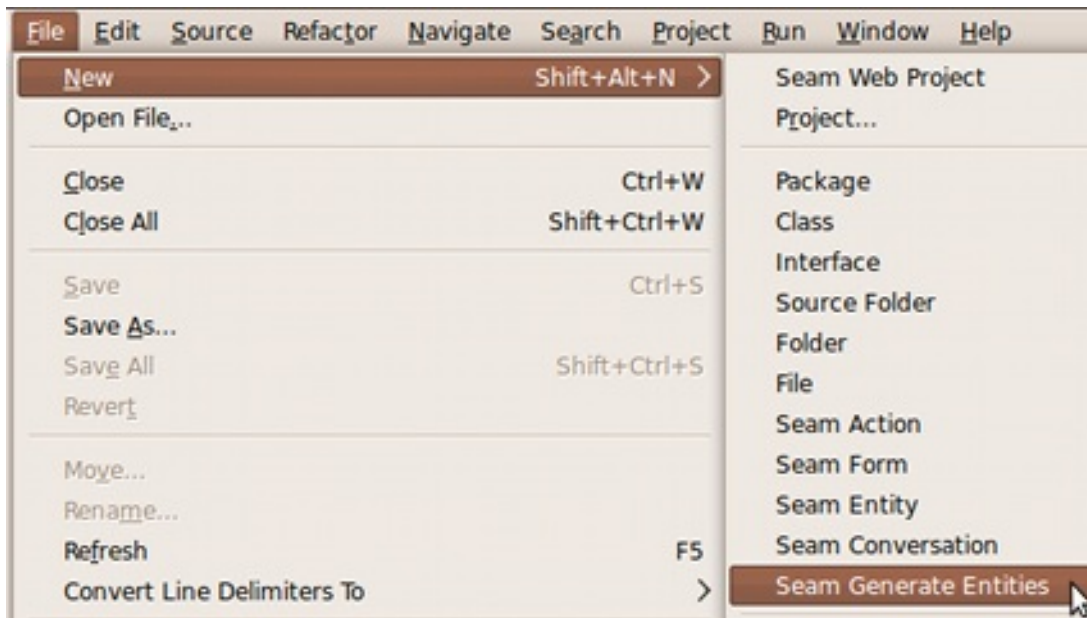 File Edit Source Refactor Navigate Search Project Run Window Help
New Shift+Alt+N
Open File...
Close Ctrl+W
Close All Shift+Ctrl+W
Save Ctrl+S
Save As...
Save All Shift+Ctrl+S
Revert
Move...
Rename...
Refresh F5
Convert Line Delimiters To
Seam Web Project
Project...
Package
Class
Interface
Source Folder
Folder
File
Seam Action
Seam Form
Seam Entity
Seam Conversation
Seam Generate Entities